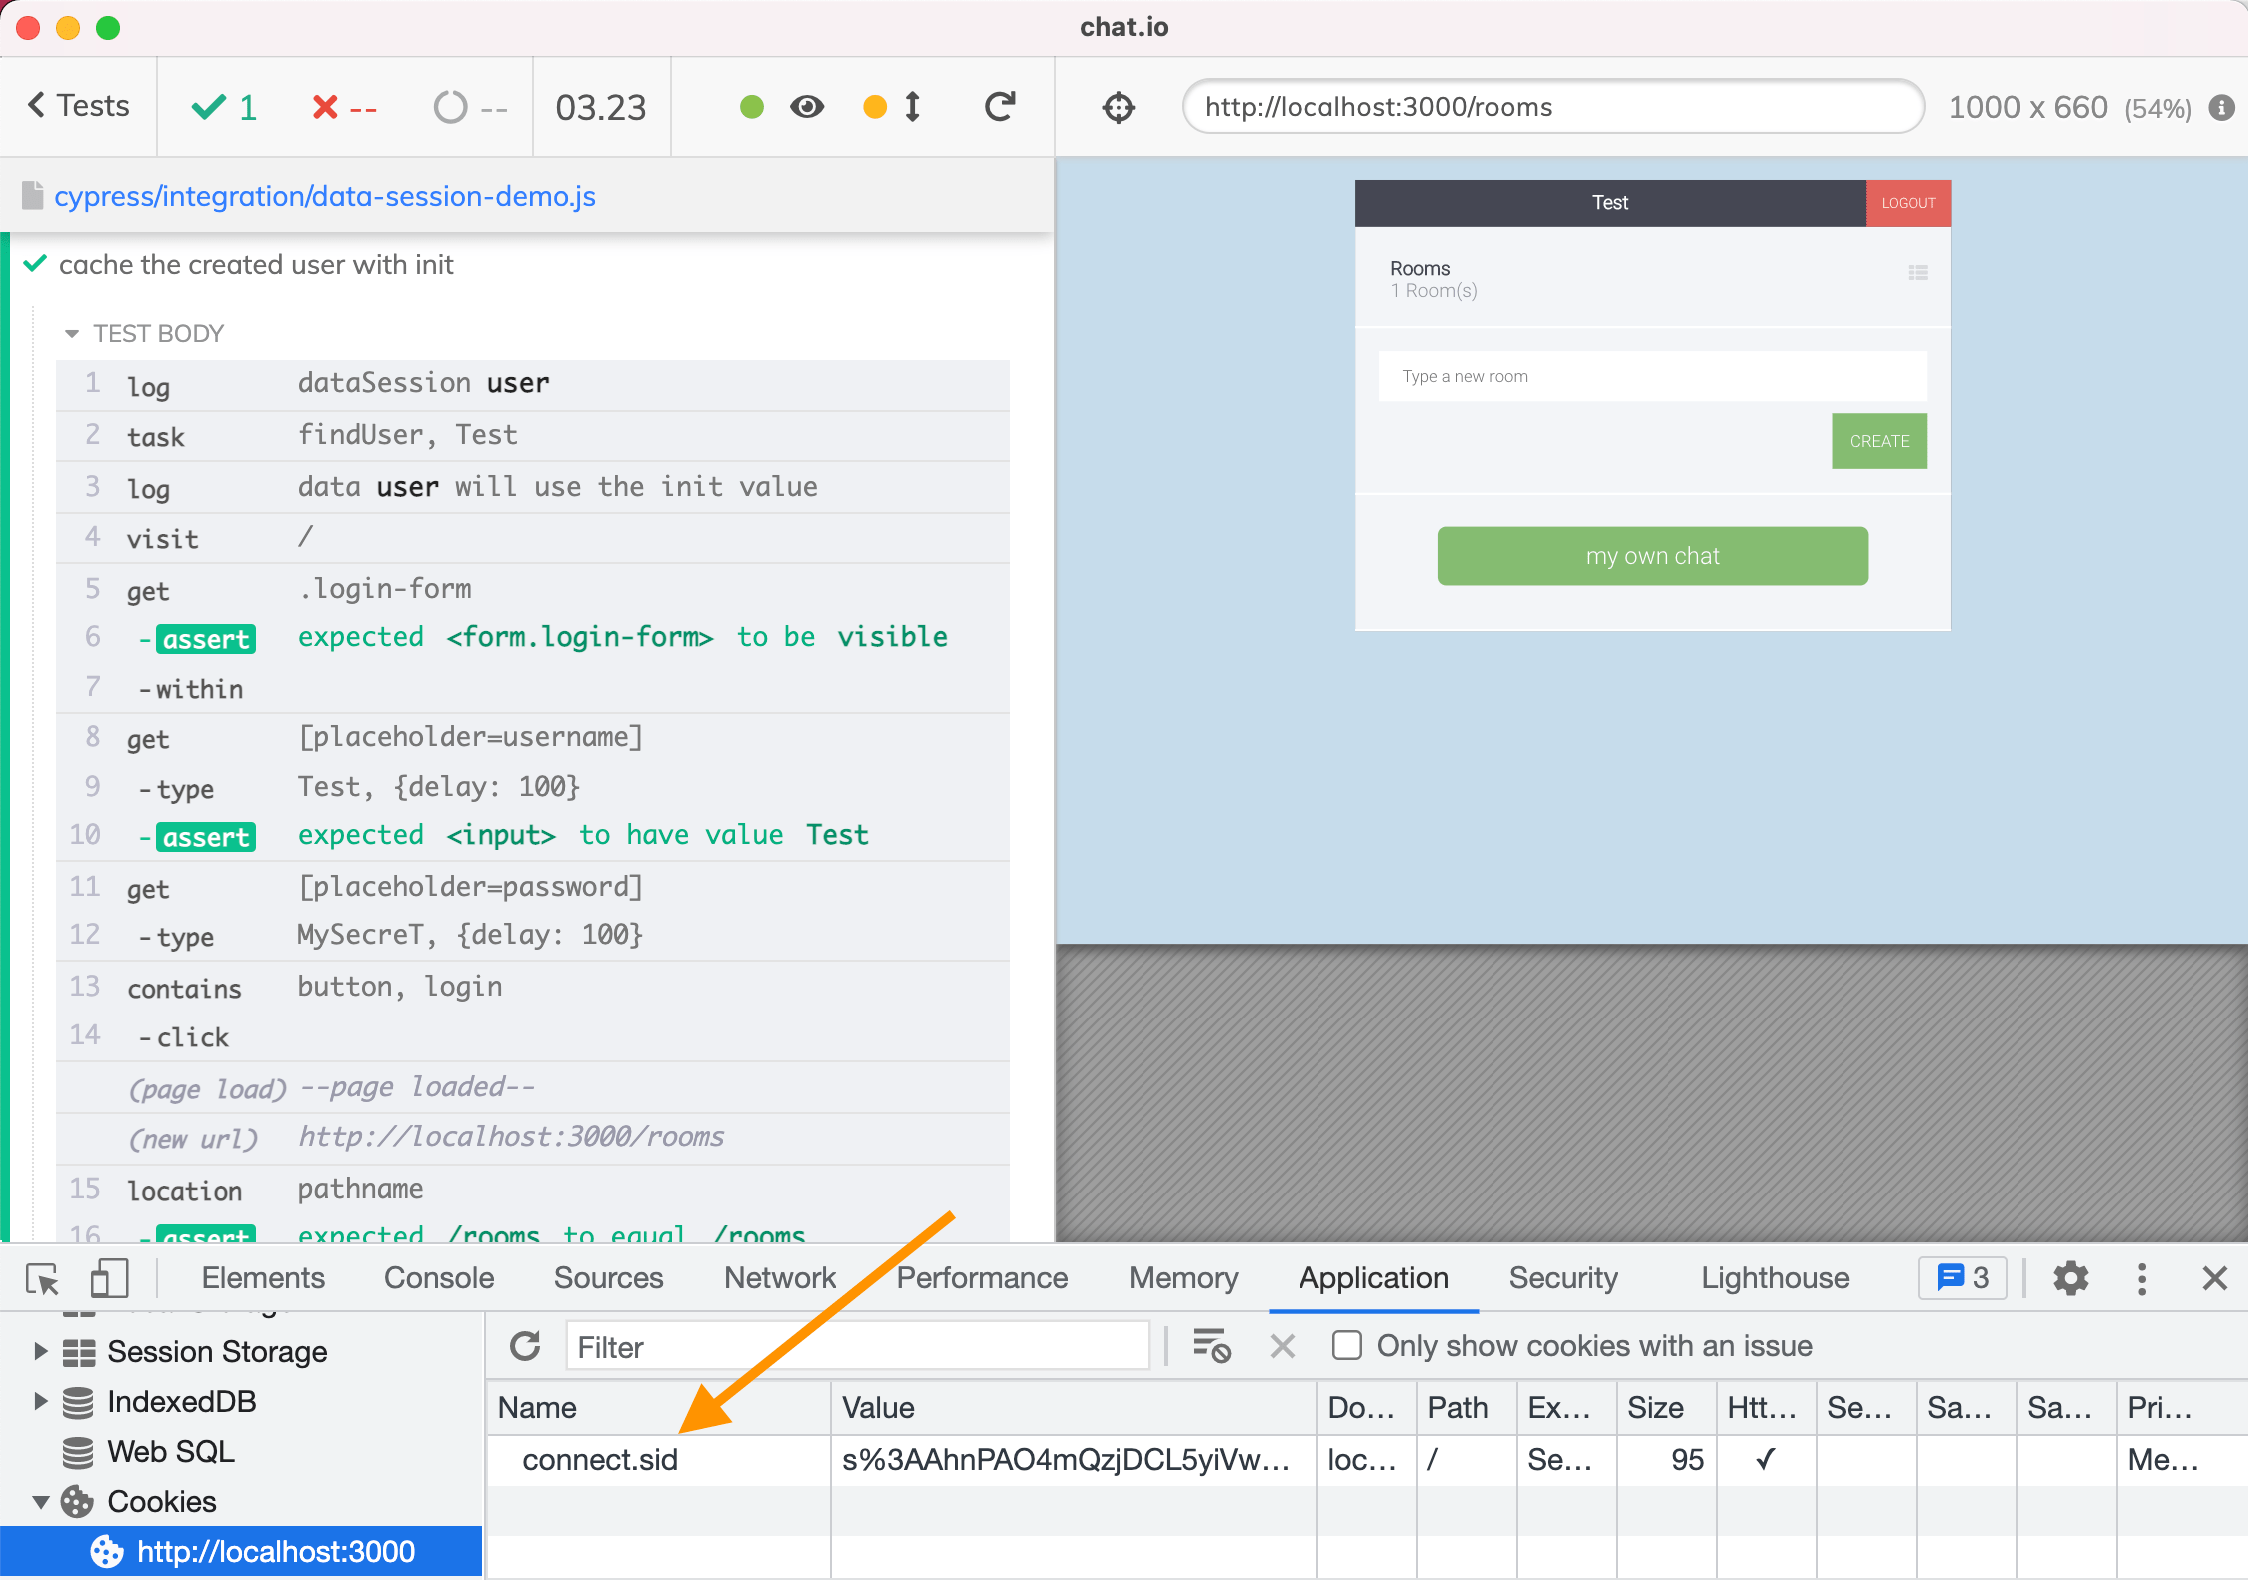 chat.io
Tests
1
--
--
03.23
http://localhost:3000/rooms
1000 x 660 (54%)
cypress/integration/data-session-demo.js
cache the created user with init
TEST BODY
1 log dataSession user
2 task findUser, Test
3 log data user will use the init value
4 visit /
5 get .login-form
6 -assert expected <form.login-form> to be visible
7 -within
8 get [placeholder=username]
9 -type Test, {delay: 100}
10 -assert expected <input> to have value Test
11 get [placeholder=password]
12 -type MySecreT, {delay: 100}
13 contains button, login
14 -click
(page load) --page loaded--
(new url) http://localhost:3000/rooms
15 location pathname
16 -assert expected /rooms to equal /rooms
Test
LOGOUT
Rooms
1 Room(s)
Type a new room
CREATE
my own chat
Elements Console Sources Network Performance Memory Application Security Lighthouse 3
Session Storage
IndexedDB
Web SQL
Cookies
http://localhost:3000
Filter
Only show cookies with an issue
Name Value Do... Path Ex... Size Htt... Se... Sa... Sa... Pri...
connect.sid s%3AAhnPAO4mQzjDCL5yiVw... loc... / Se... 95 ✓ Me...